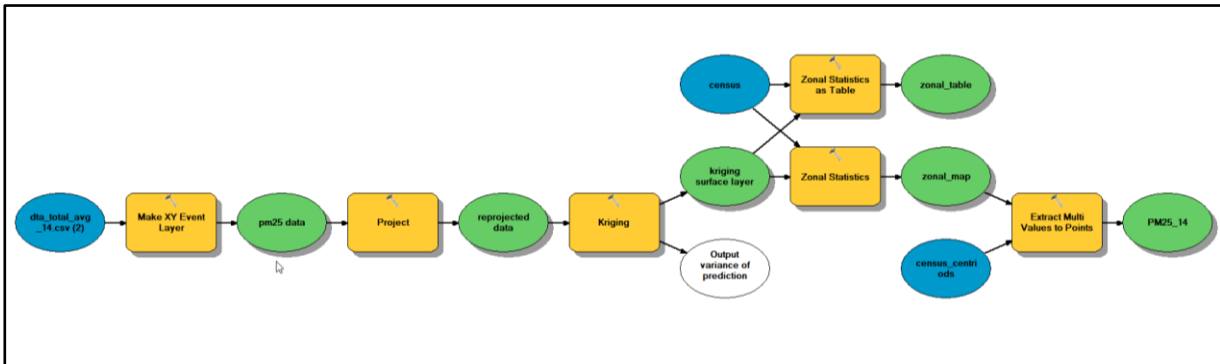 dta_total_avg
_14.csv (2)
Make XY Event
Layer
pm25 data
Project
reprojected
data
Kriging
census
kriging
surface layer
Output
variance of
prediction
Zonal Statistics
as Table
Zonal Statistics
zonal_table
zonal_map
census_centri
ods
Extract Multi
Values to Points
PM25_14